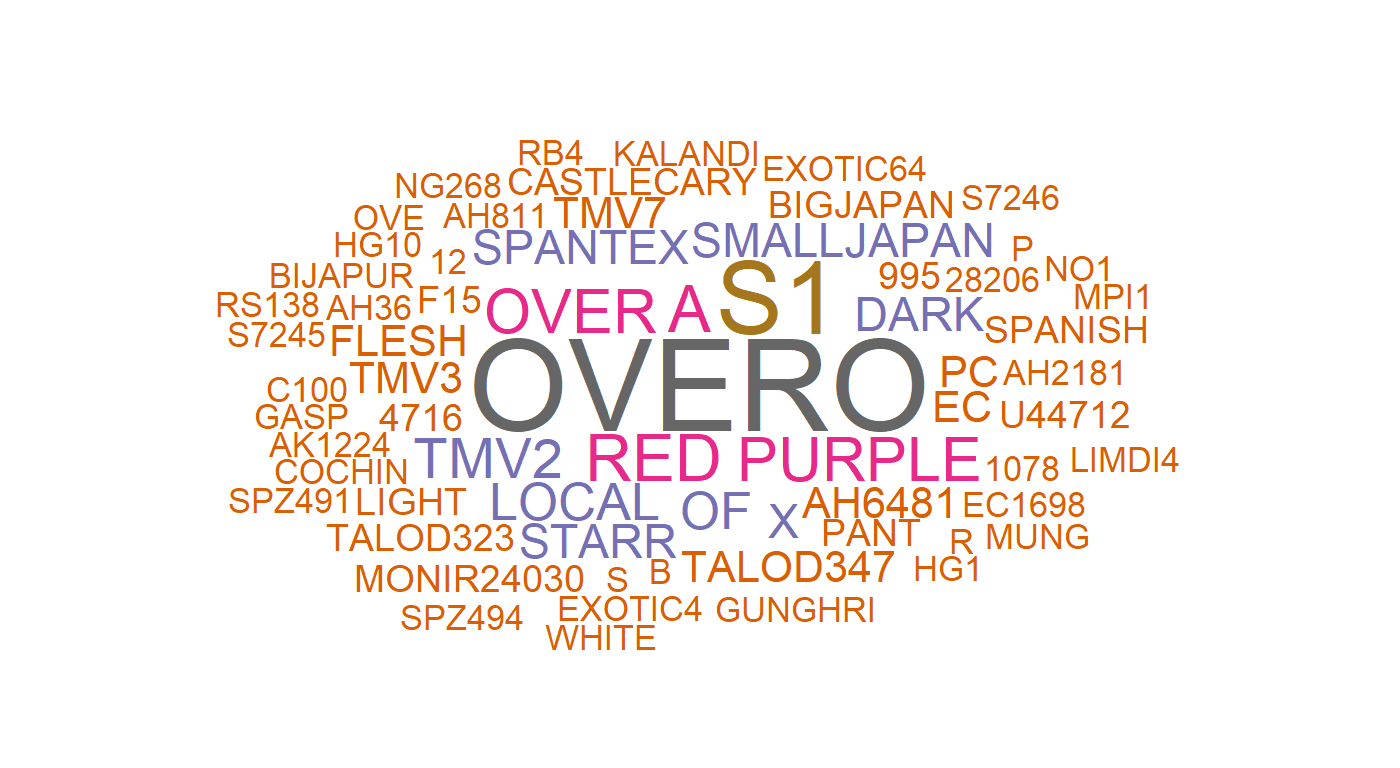 RB4 KALANDI
NG268 CASTLECARY EXOTIC64
OVE AH811 TMV7 BIGJAPAN S7246
HG10 12 SPANTEX SMALLJAPAN P
BIJAPUR 995 28206 NO1
RS138 AH36 F15 OVER A S1 DARK MPI1
S7245 FLESH SPANISH
C100 TMV3 OVERO PC AH2181
GASP 4716 EC U44712
AK1224 TMV2 RED PURPLE 1078 LIMDI4
COCHIN
SPZ491 LIGHT LOCAL OF X AH6481 EC1698
TALOD323 STARR PANT R MUNG
MONIR24030 S B TALOD347 HG1
SPZ494 EXOTIC4 GUNGHRI
WHITE